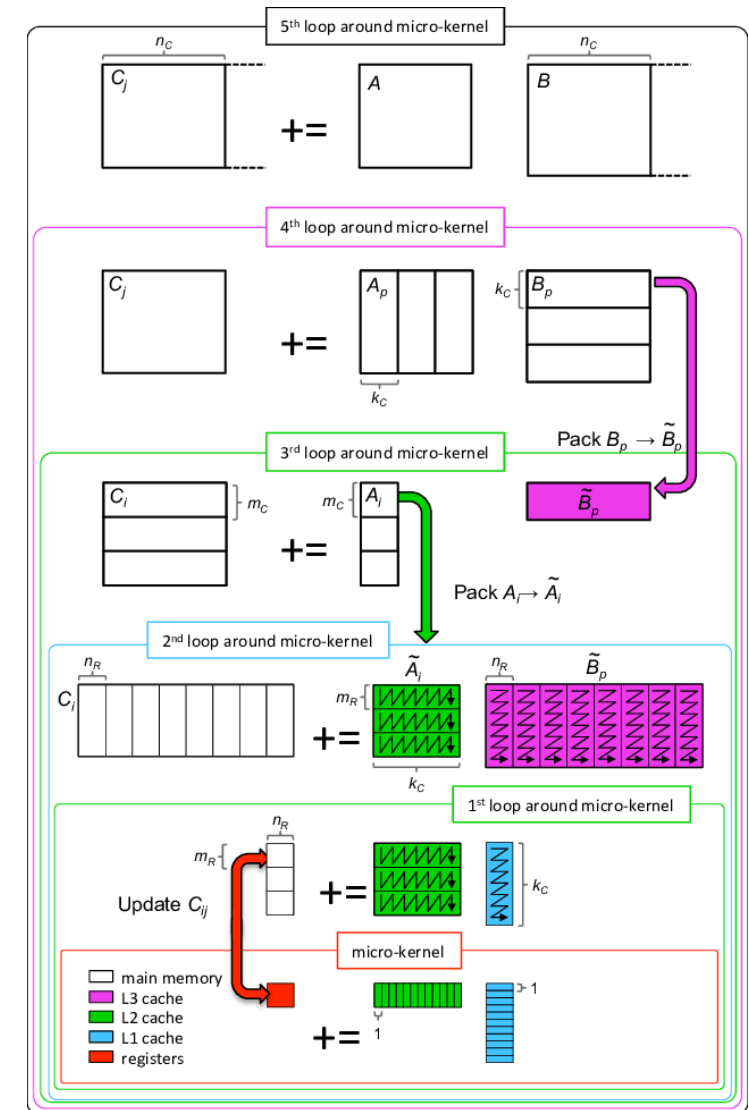 5th loop around micro-kernel
nC nC
Cj += A B
4th loop around micro-kernel
Cj += Ap kC Bp
kC
Pack Bp → B̃p
3rd loop around micro-kernel
Ci mC += mC Ai B̃p
Pack Ai → Ãi
2nd loop around micro-kernel
nR Ãi nR B̃p
Ci += mR
kC
1st loop around micro-kernel
nR
mR += kC
Update Cij
micro-kernel
main memory
L3 cache
L2 cache
L1 cache
registers
+= 1 1